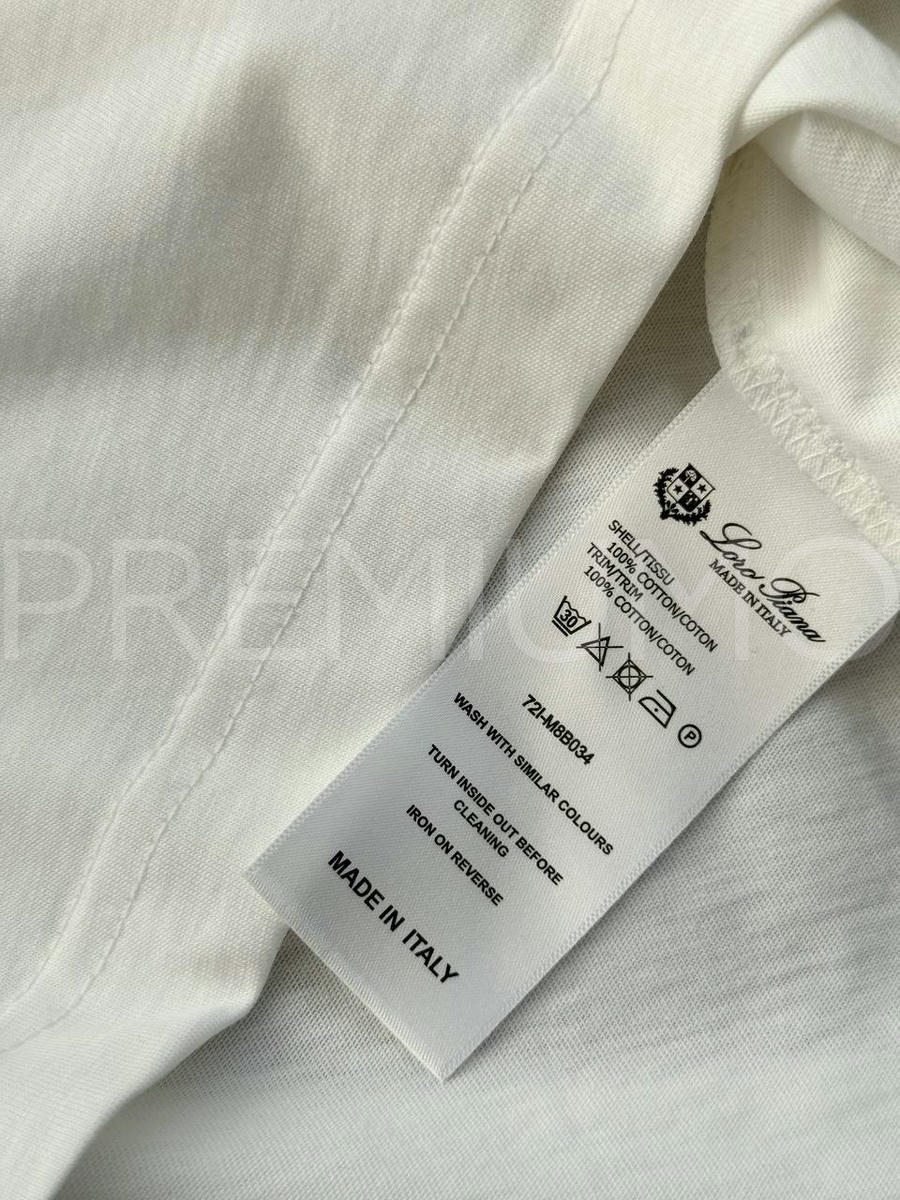 Loro Piana
MADE IN ITALY
SHELL/TISSU
100% COTTON/COTON
TRIM/TRIM
100% COTTON/COTON
30
P
72I-M8B034
WASH WITH SIMILAR COLOURS
TURN INSIDE OUT BEFORE
CLEANING
IRON ON REVERSE
MADE IN ITALY